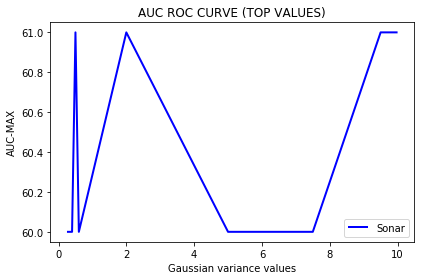 AUC ROC CURVE (TOP VALUES)
AUC-MAX
61.0
60.8
60.6
60.4
60.2
60.0
0 2 4 6 8 10
Gaussian variance values
Sonar